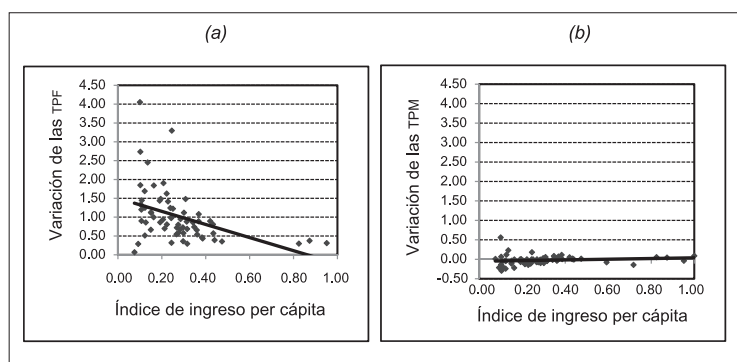 (a)
Variación de las TPF
4.50
4.00
3.50
3.00
2.50
2.00
1.50
1.00
0.50
0.00
0.00 0.20 0.40 0.60 0.80 1.00
Índice de ingreso per cápita
(b)
Variación de las TPM
4.50
4.00
3.50
3.00
2.50
2.00
1.50
1.00
0.50
0.00
-0.50
0.00 0.20 0.40 0.60 0.80 1.00
Índice de ingreso per cápita